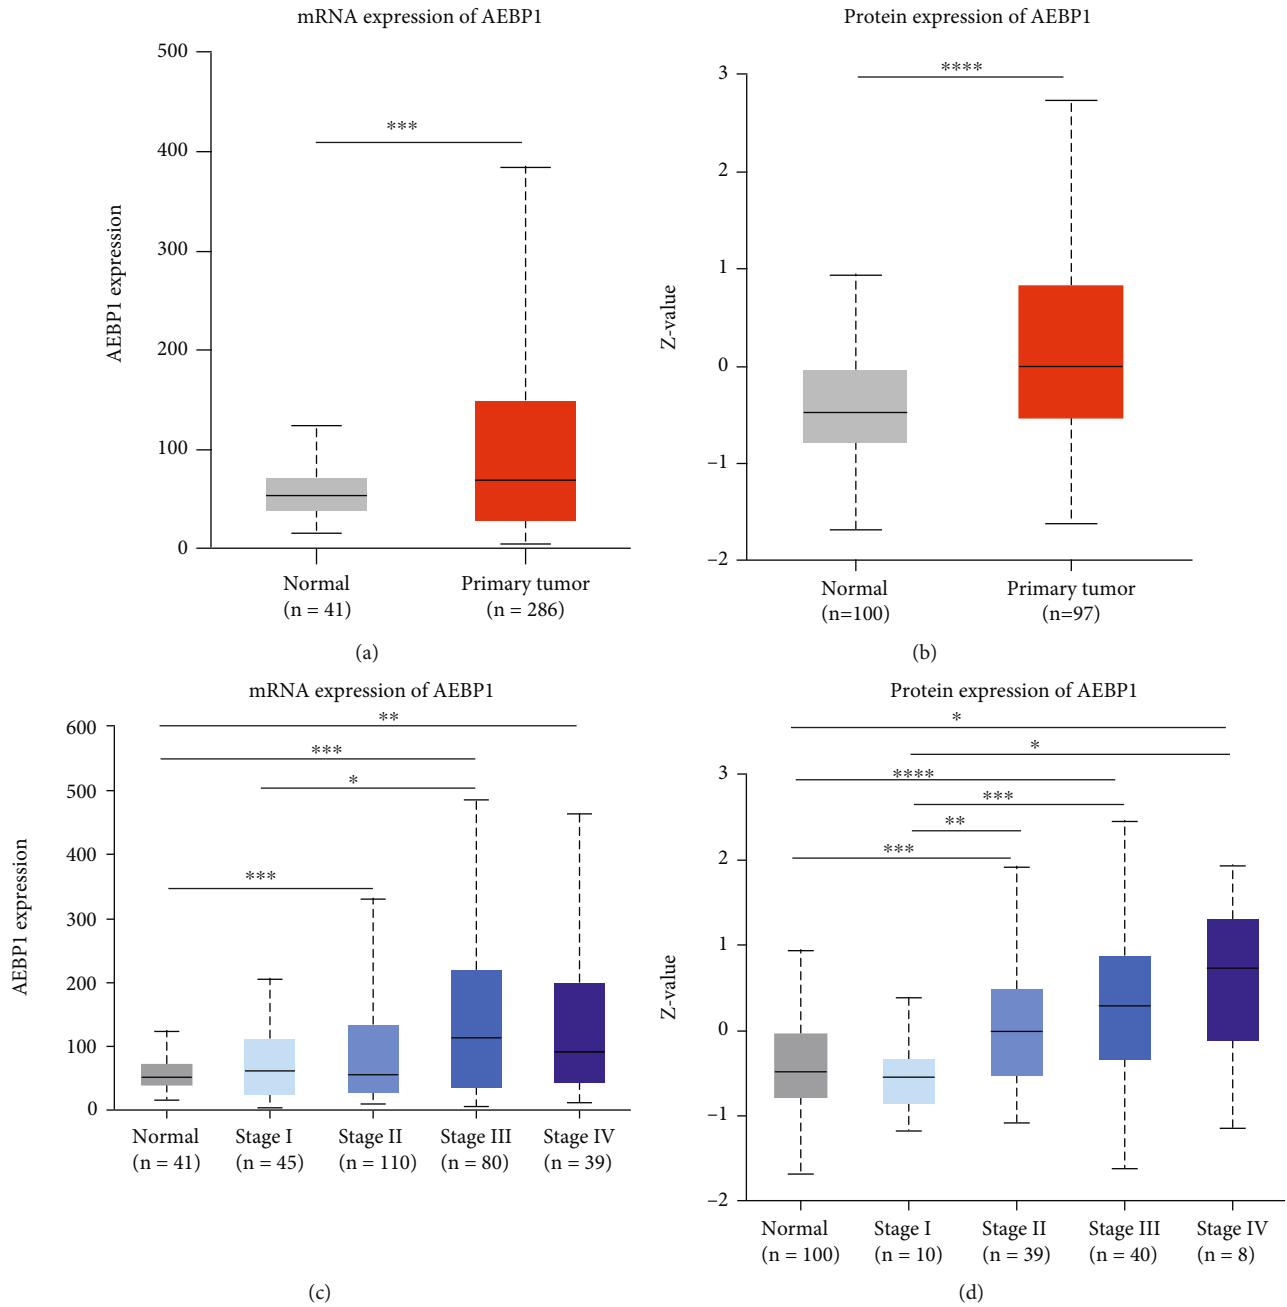 mRNA expression of AEBP1
500
400
300
200
100
0
AEBP1 expression
***
Normal
(n = 41)
Primary tumor
(n = 286)
(a)
Protein expression of AEBP1
3
2
1
0
–1
–2
Z-value
****
Normal
(n=100)
Primary tumor
(n=97)
(b)
mRNA expression of AEBP1
600
500
400
300
200
100
0
AEBP1 expression
**
***
*
***
Normal
(n = 41)
Stage I
(n = 45)
Stage II
(n = 110)
Stage III
(n = 80)
Stage IV
(n = 39)
(c)
Protein expression of AEBP1
3
2
1
0
–1
–2
Z-value
*
*
****
***
**
***
Normal
(n = 100)
Stage I
(n = 10)
Stage II
(n = 39)
Stage III
(n = 40)
Stage IV
(n = 8)
(d)